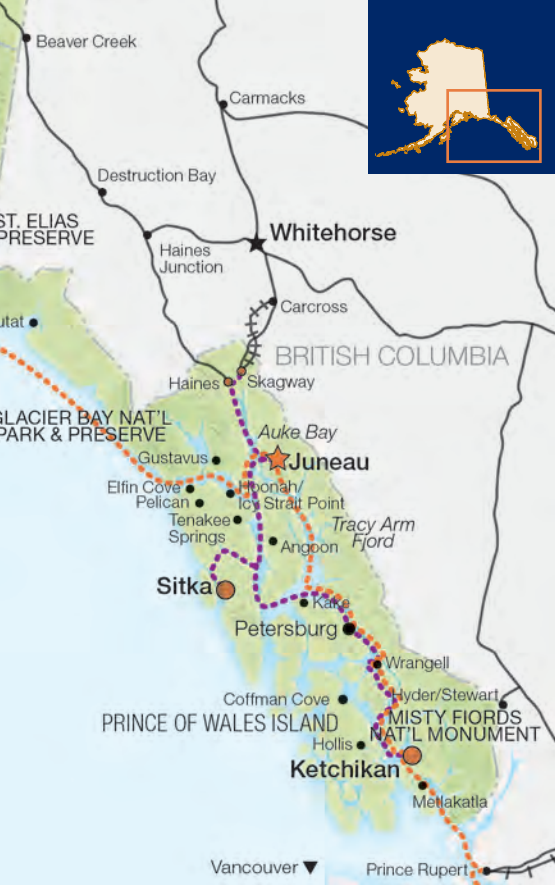 Beaver Creek
Carmacks
Destruction Bay
ST. ELIAS
PRESERVE
Whitehorse
Haines
Junction
Carcross
utat
BRITISH COLUMBIA
Haines
Skagway
GLACIER BAY NAT'L
PARK & PRESERVE
Auke Bay
Gustavus
Juneau
Elfin Cove
Hoonah/
Pelican
Icy Strait Point
Tenakee
Springs
Tracy Arm
Fjord
Angoon
Sitka
Kake
Petersburg
Wrangell
Coffman Cove
Hyder/Stewart
PRINCE OF WALES ISLAND
MISTY FIORDS
NAT'L MONUMENT
Hollis
Ketchikan
Metlakatla
Vancouver
Prince Rupert